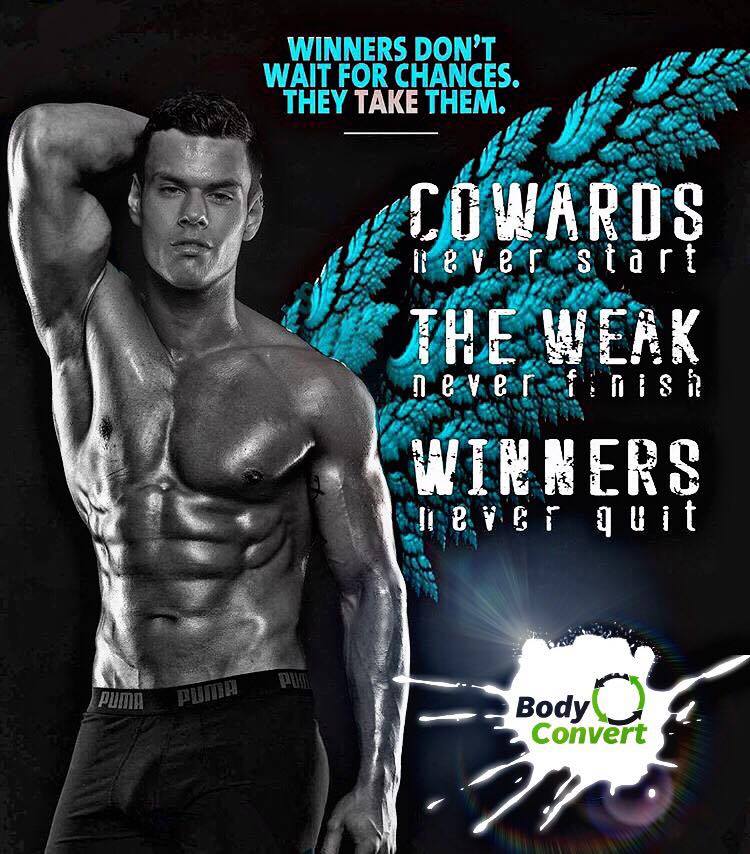 WINNERS DON'T
WAIT FOR CHANCES.
THEY TAKE THEM.
COWARDS
never start
THE WEAK
never finish
WINNERS
never quit
PUMA PUMA PUM
Body
Convert